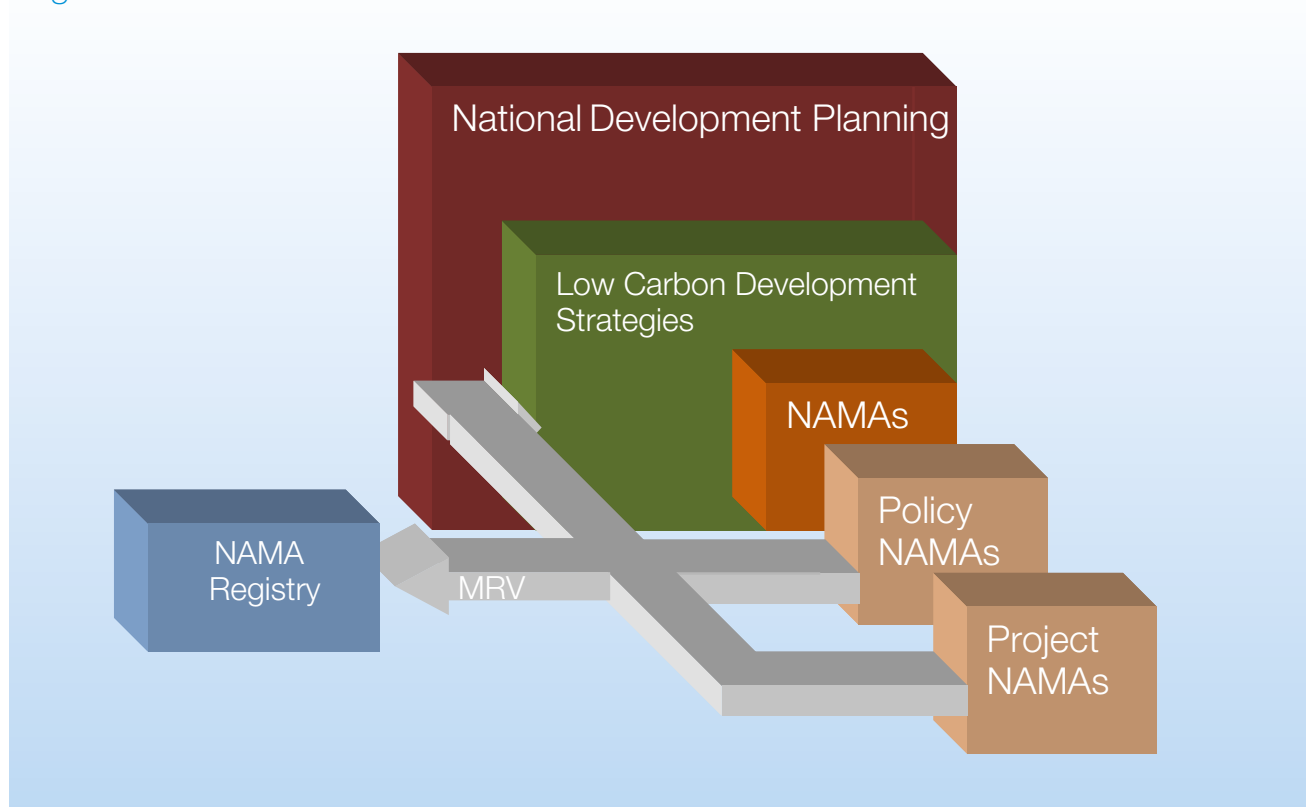 National Development Planning
Low Carbon Development
Strategies
NAMAs
Policy
NAMAs
Project
NAMAs
NAMA
Registry
MRV